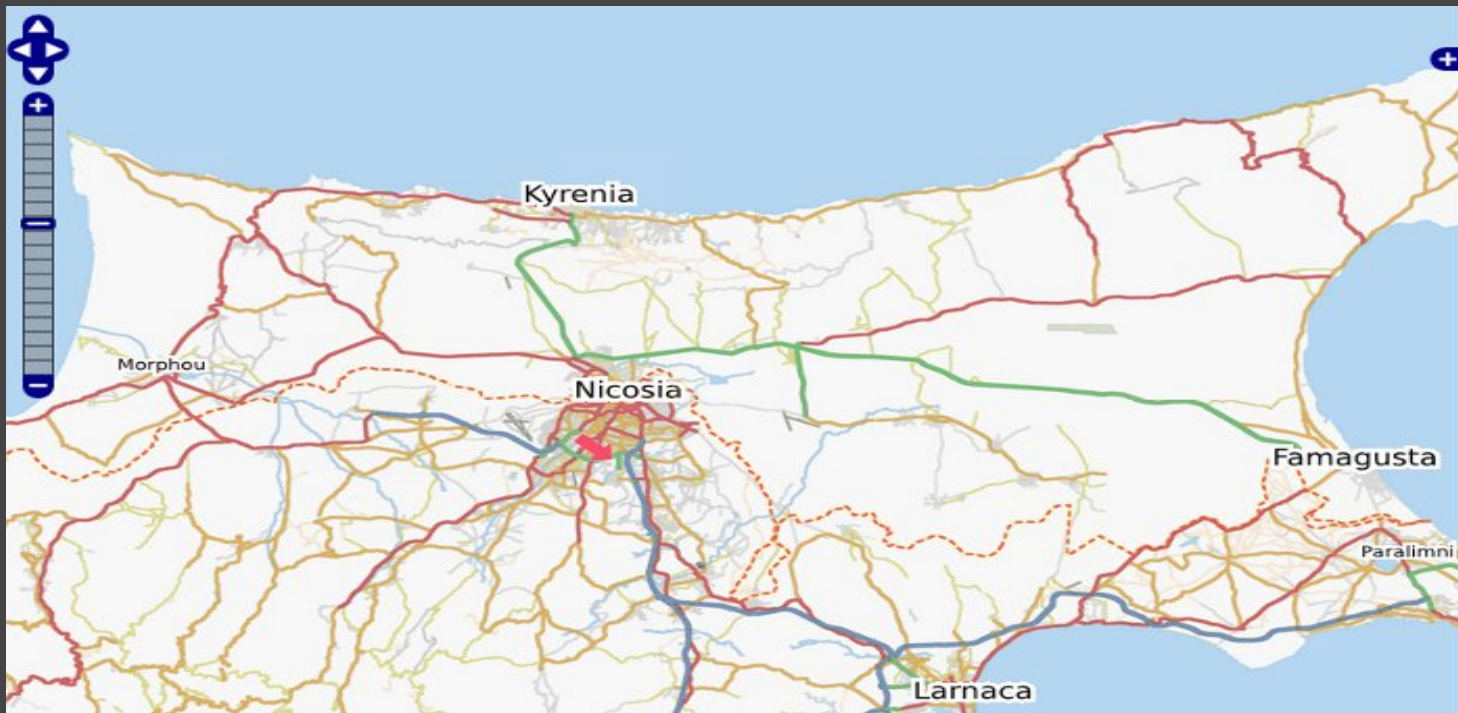 Kyrenia
Morphou
Nicosia
Famagusta
Paralimni
Larnaca